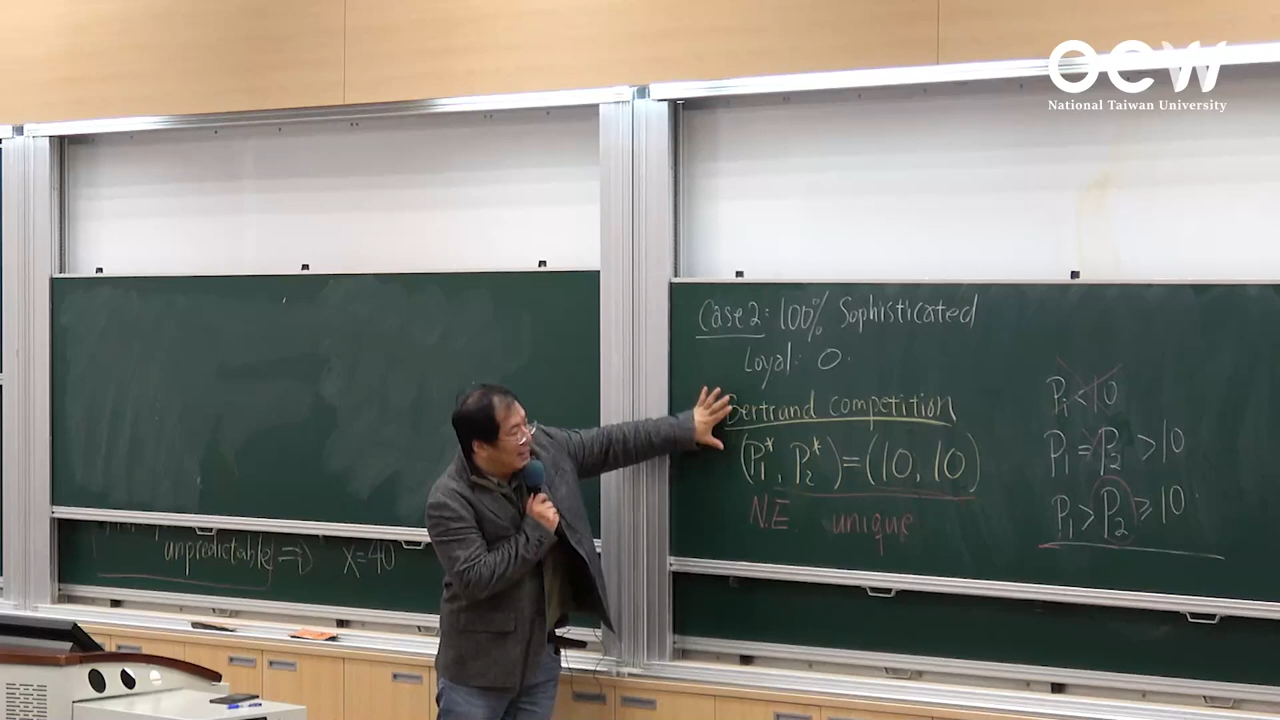 OCW
National Taiwan University
unpredictable => x=40
Case 2: 100% Sophisticated
Loyal: 0.
Bertrand competition
(P₁*, P₂*)=(10, 10)
N.E unique
Pᵢ<10
P₁=P₂ >10
P₁>P₂≥10